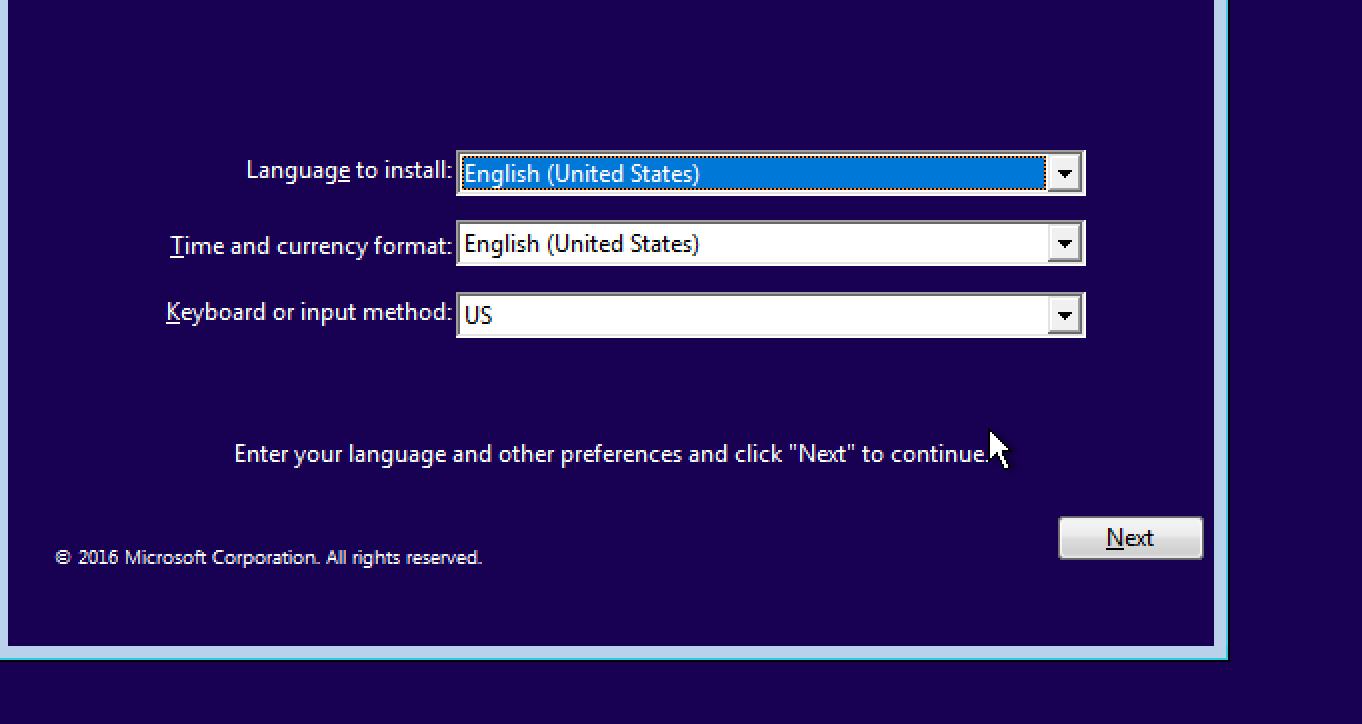 Language to install: English (United States)
Time and currency format: English (United States)
Keyboard or input method: US
Enter your language and other preferences and click "Next" to continue.
Next
© 2016 Microsoft Corporation. All rights reserved.